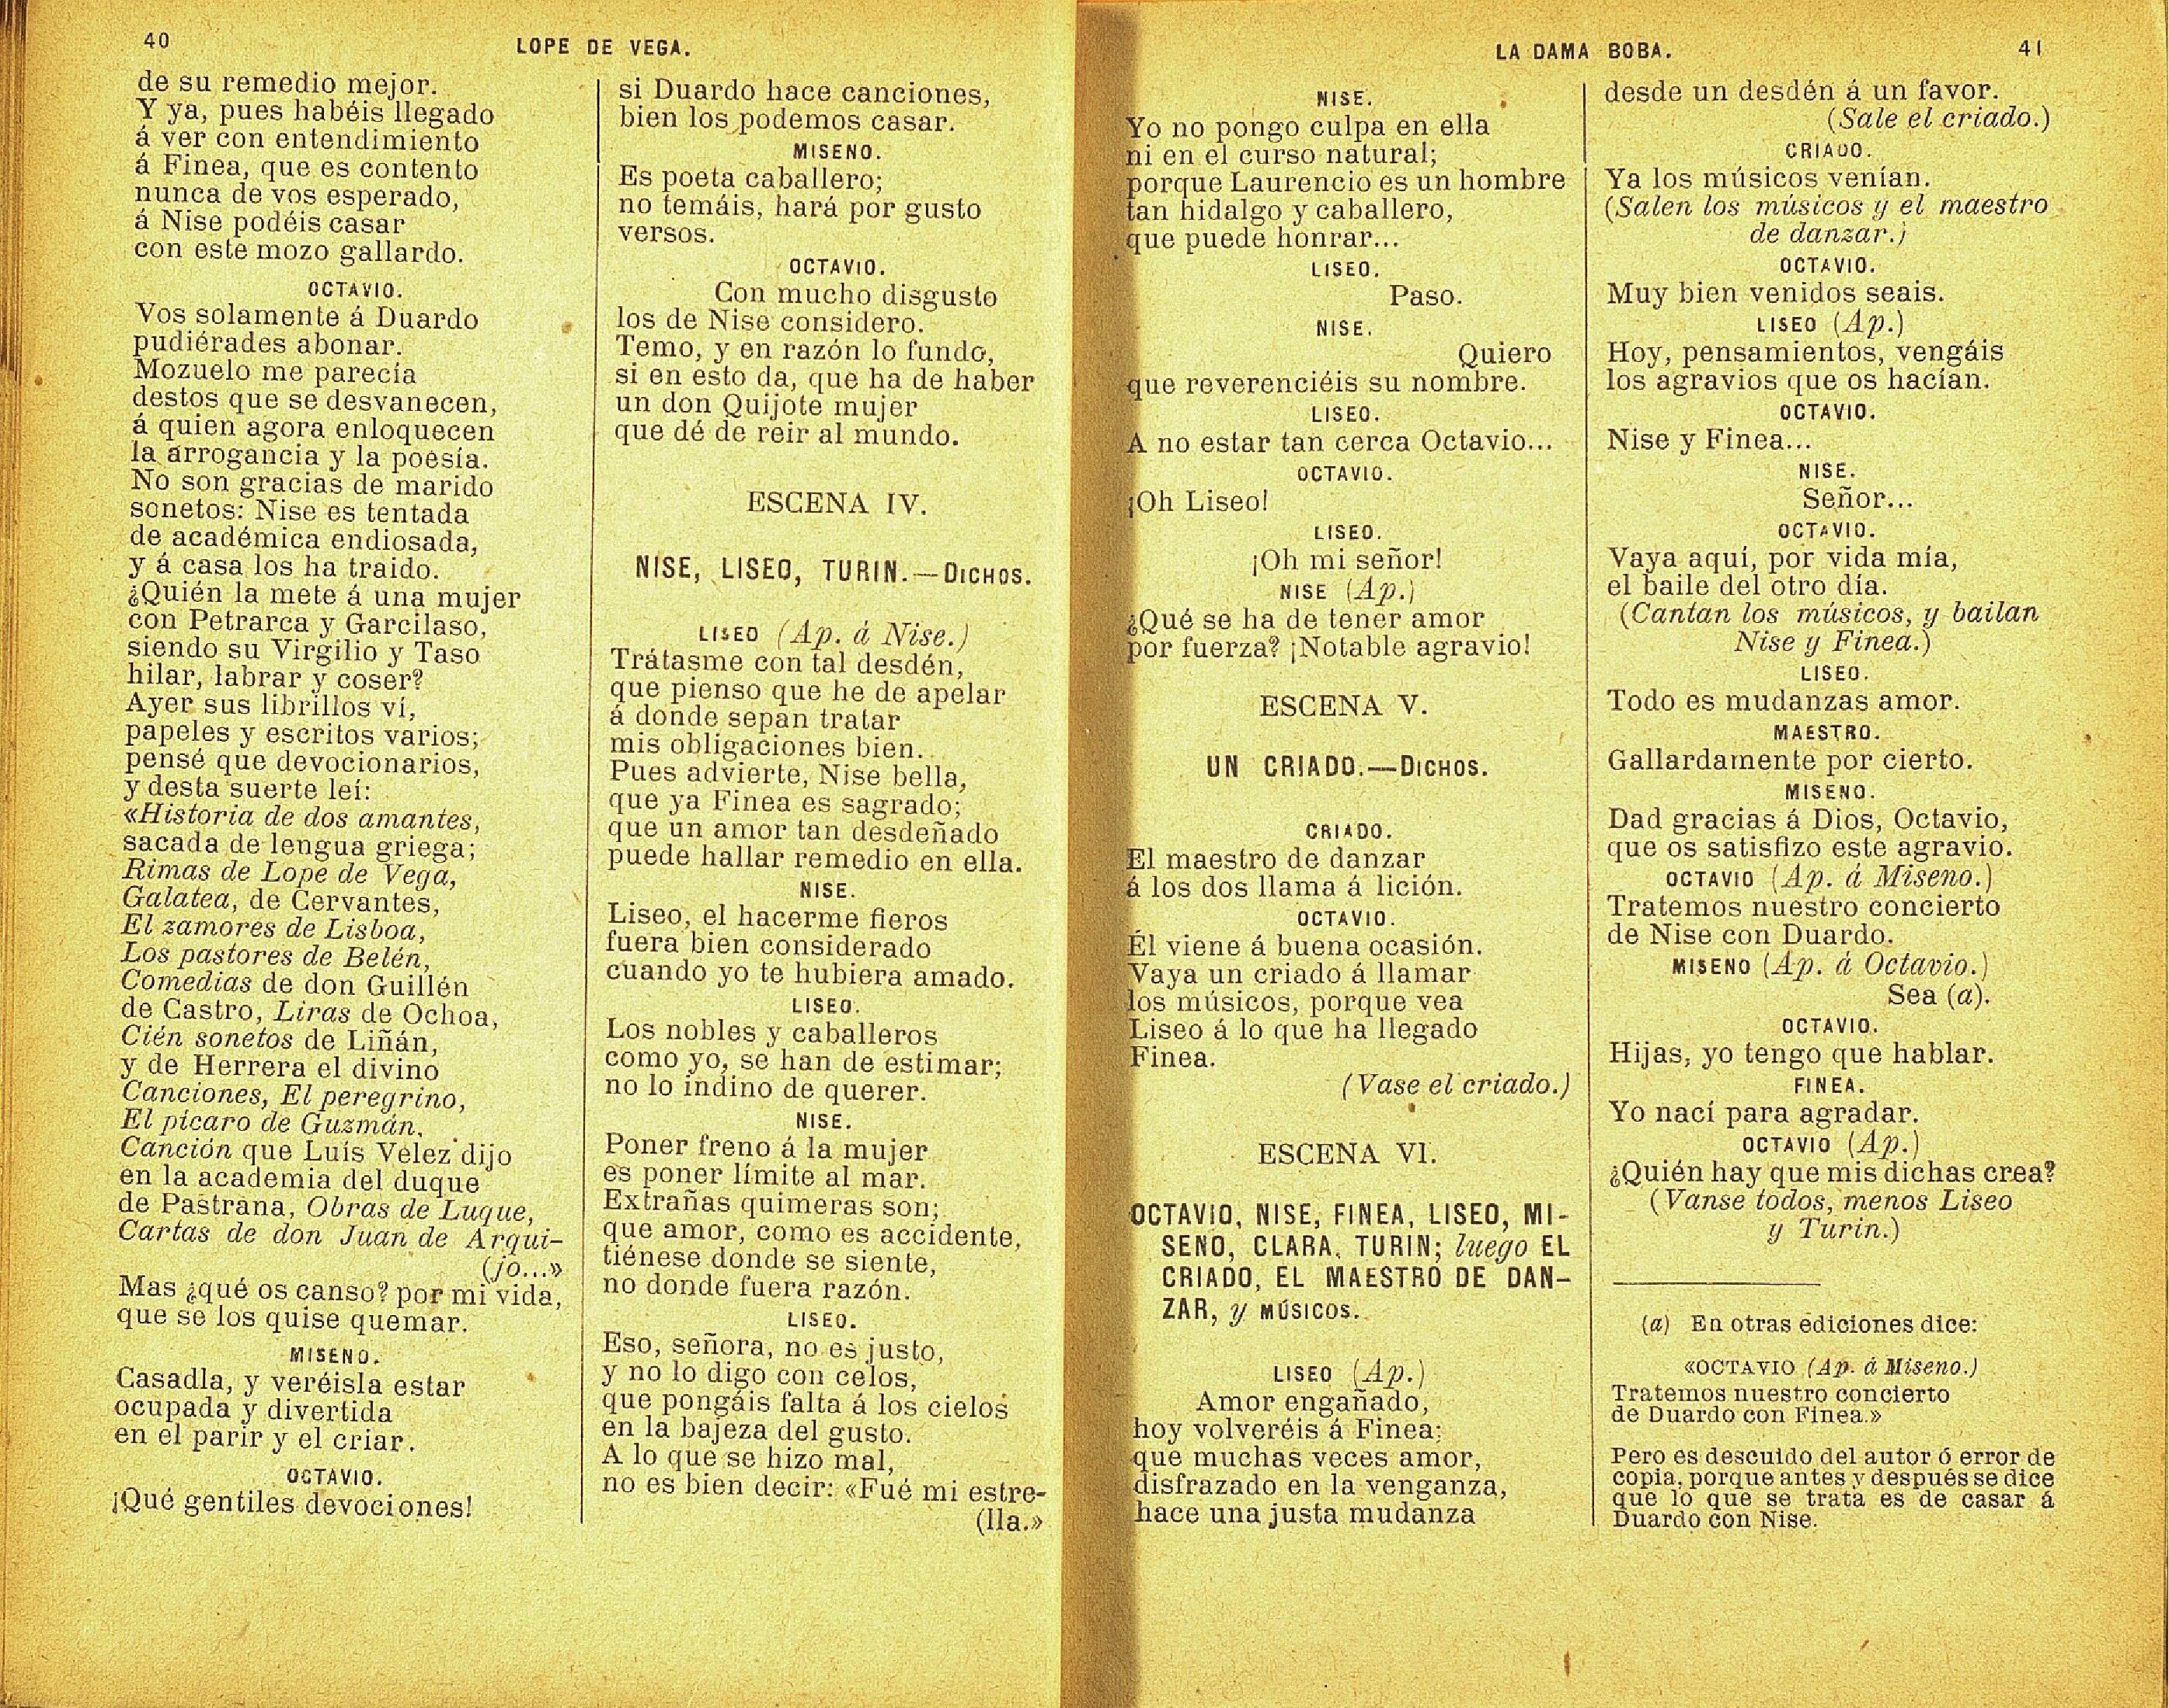 40
LOPE DE VEGA.
de su remedio mejor.
Y ya, pues habéis llegado
á ver con entendimiento
á Finea, que es contento
nunca de vos esperado,
á Nise podéis casar
con este mozo gallardo.
OCTAVIO.
Vos solamente á Duardo
pudiérades abonar.
Mozuelo me parecía
destos que se desvanecen,
á quien agora enloquecen
la arrogancia y la poesía.
No son gracias de marido
sonetos: Nise es tentada
de académica endiosada,
y á casa los ha traido.
¿Quién la mete á una mujer
con Petrarca y Garcilaso,
siendo su Virgilio y Taso
hilar, labrar y coser?
Ayer sus librillos ví,
papeles y escritos varios;
pensé que devocionarios,
y desta suerte leí:
«Historia de dos amantes,
sacada de lengua griega;
Rimas de Lope de Vega,
Galatea, de Cervantes,
El zamores de Lisboa,
Los pastores de Belén,
Comedias de don Guillén
de Castro, Liras de Ochoa,
Cién sonetos de Liñán,
y de Herrera el divino
Canciones, El peregrino,
El pícaro de Guzmán,
Canción que Luís Vélez dijo
en la academia del duque
de Pastrana, Obras de Luque,
Cartas de don Juan de Arqui-
(jo...»
Mas ¿qué os canso? por mi vida,
que se los quise quemar.
MISENO.
Casadla, y veréisla estar
ocupada y divertida
en el parir y el criar.
OCTAVIO.
¡Qué gentiles devociones!
si Duardo hace canciones,
bien los podemos casar.
MISENO.
Es poeta caballero;
no temáis, hará por gusto
versos.
OCTAVIO.
Con mucho disgusto
los de Nise considero.
Temo, y en razón lo fundo,
si en esto da, que ha de haber
un don Quijote mujer
que dé de reir al mundo.
ESCENA IV.
NISE, LISEO, TURIN.—DICHOS.
LISEO (Ap. á Nise.)
Trátasme con tal desdén,
que pienso que he de apelar
á donde sepan tratar
mis obligaciones bien.
Pues advierte, Nise bella,
que ya Finea es sagrado;
que un amor tan desdeñado
puede hallar remedio en ella.
NISE.
Liseo, el hacerme fieros
fuera bien considerado
cuando yo te hubiera amado.
LISEO.
Los nobles y caballeros
como yo, se han de estimar;
no lo indino de querer.
NISE.
Poner freno á la mujer
es poner límite al mar.
Extrañas quimeras son;
que amor, como es accidente,
tiénese donde se siente,
no donde fuera razón.
LISEO.
Eso, señora, no es justo,
y no lo digo con celos,
que pongáis falta á los cielos
en la bajeza del gusto.
A lo que se hizo mal,
no es bien decir: «Fué mi estre-
(lla.»
LA DAMA BOBA.
41
NISE.
Yo no pongo culpa en ella
ni en el curso natural;
porque Laurencio es un hombre
tan hidalgo y caballero,
que puede honrar...
LISEO.
Paso.
NISE.
Quiero
que reverenciéis su nombre.
LISEO.
A no estar tan cerca Octavio...
OCTAVIO.
¡Oh Liseo!
LISEO.
¡Oh mi señor!
NISE (Ap.)
¿Qué se ha de tener amor
por fuerza? ¡Notable agravio!
ESCENA V.
UN CRIADO.—DICHOS.
CRIADO.
El maestro de danzar
á los dos llama á lición.
OCTAVIO.
Él viene á buena ocasión.
Vaya un criado á llamar
los músicos, porque vea
Liseo á lo que ha llegado
Finea.
(Vase el criado.)
ESCENA VI.
OCTAVIO, NISE, FINEA, LISEO, MI-
SENO, CLARA, TURIN; luego EL
CRIADO, EL MAESTRO DE DAN-
ZAR, y MÚSICOS.
LISEO (Ap.)
Amor engañado,
hoy volveréis á Finea;
que muchas veces amor,
disfrazado en la venganza,
hace una justa mudanza
desde un desdén á un favor.
(Sale el criado.)
CRIADO.
Ya los músicos venían.
(Salen los músicos y el maestro
de danzar.)
OCTAVIO.
Muy bien venidos seais.
LISEO (Ap.)
Hoy, pensamientos, vengáis
los agravios que os hacían.
OCTAVIO.
Nise y Finea...
NISE.
Señor...
OCTAVIO.
Vaya aquí, por vida mía,
el baile del otro día.
(Cantan los músicos, y bailan
Nise y Finea.)
LISEO.
Todo es mudanzas amor.
MAESTRO.
Gallardamente por cierto.
MISENO.
Dad gracias á Dios, Octavio,
que os satisfizo este agravio.
OCTAVIO (Ap. á Miseno.)
Tratemos nuestro concierto
de Nise con Duardo.
MISENO (Ap. á Octavio.)
Sea (a).
OCTAVIO.
Hijas, yo tengo que hablar.
FINEA.
Yo nací para agradar.
OCTAVIO (Ap.)
¿Quién hay que mis dichas crea?
(Vanse todos, menos Liseo
y Turin.)
(a) En otras ediciones dice:
«OCTAVIO (Ap. á Miseno.)
Tratemos nuestro concierto
de Duardo con Finea.»
Pero es descuido del autor ó error de
copia, porque antes y después se dice
que lo que se trata es de casar á
Duardo con Nise.